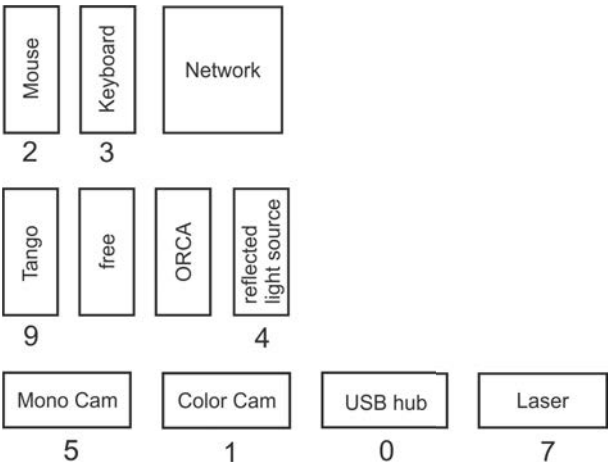 Mouse
Keyboard
Network
2
3
Tango
free
ORCA
reflected
light source
9
4
Mono Cam
Color Cam
USB hub
Laser
5
1
0
7